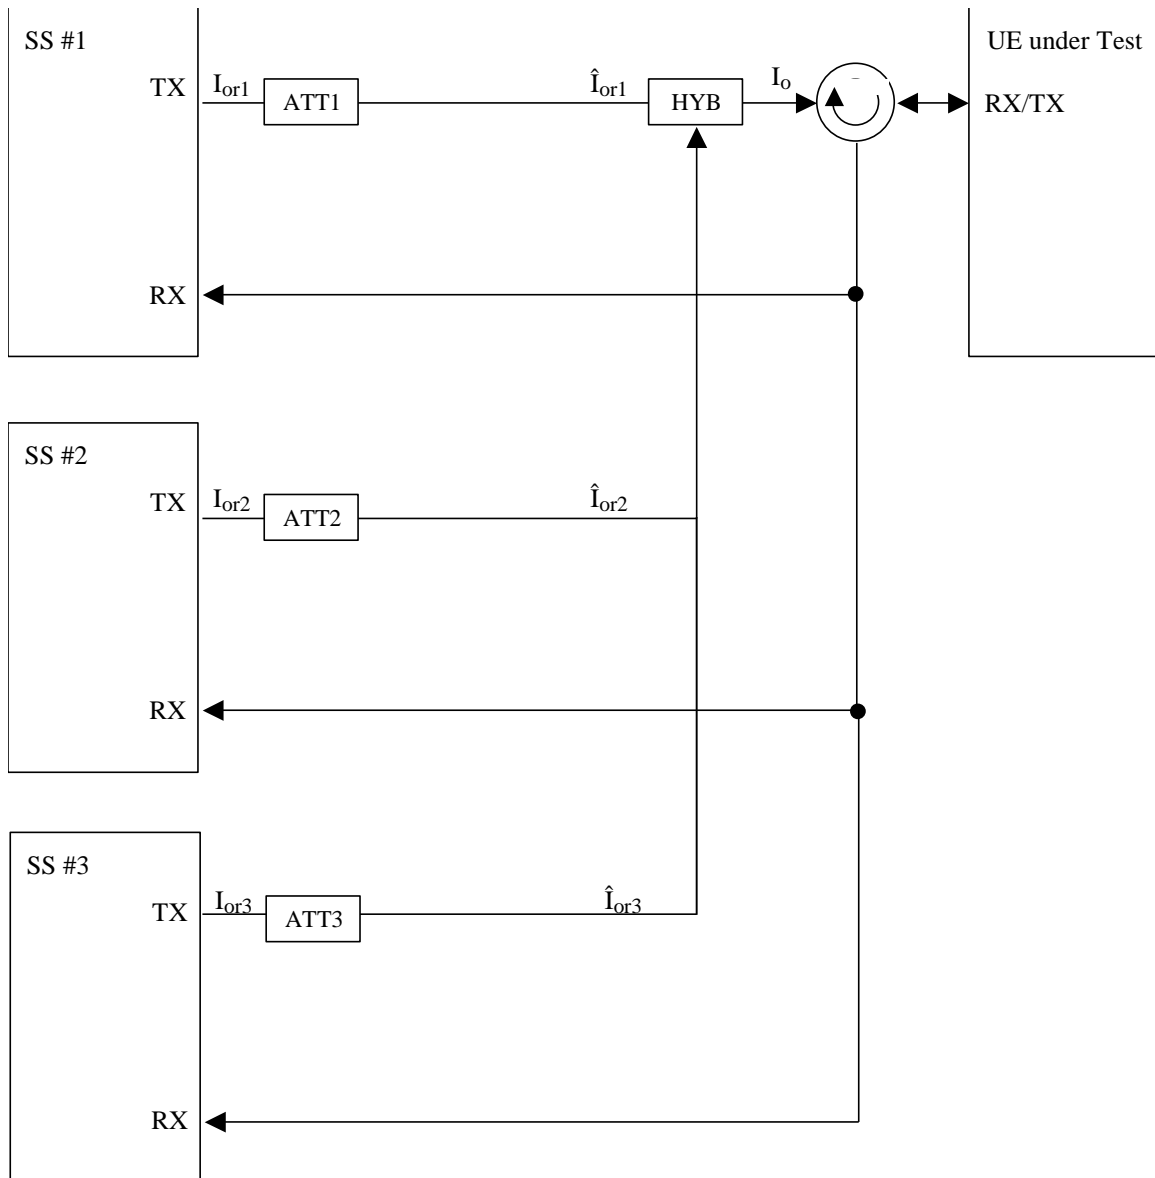 SS #1
UE under Test
TX
Ior1
ATT1
Îor1
HYB
Io
RX/TX
RX
SS #2
TX
Ior2
ATT2
Îor2
RX
SS #3
TX
Ior3
ATT3
Îor3
RX